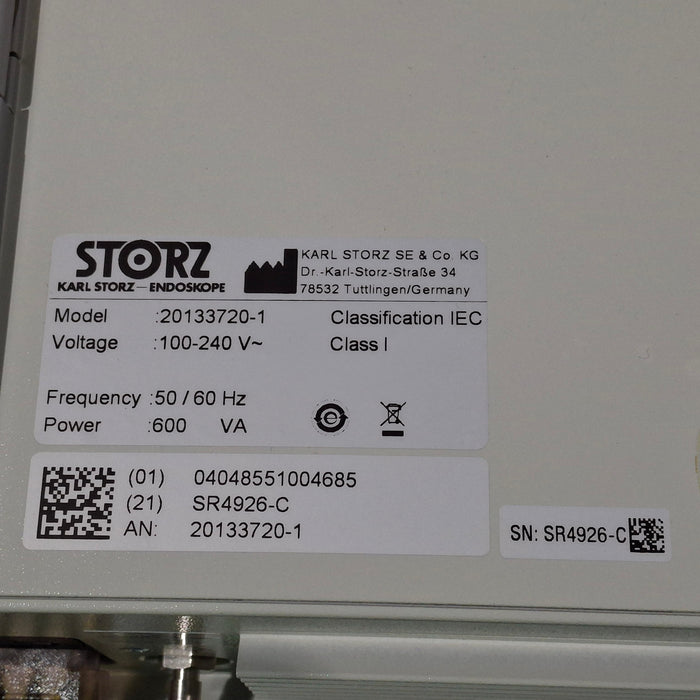 STORZ
KARL STORZ—ENDOSKOPE
KARL STORZ SE & Co. KG
Dr.-Karl-Storz-Straße 34
78532 Tuttlingen/Germany
Model :20133720-1 Classification IEC
Voltage :100-240 V~ Class I
Frequency :50 / 60 Hz
Power :600 VA
(01) 04048551004685
(21) SR4926-C
AN: 20133720-1
SN: SR4926-C